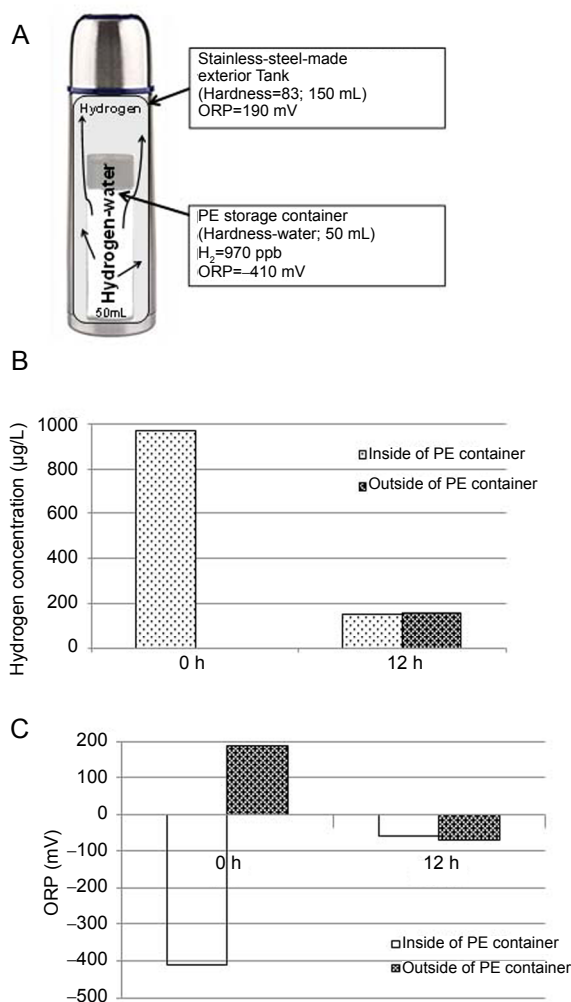 A
Stainless-steel-made
exterior Tank
(Hardness=83; 150 mL)
ORP=190 mV
Hydrogen
Hydrogen-water
50mL
PE storage container
(Hardness-water; 50 mL)
H₂=970 ppb
ORP=–410 mV
B
Hydrogen concentration (µg/L)
1000
800
600
400
200
0
Inside of PE container
Outside of PE container
0 h
12 h
C
ORP (mV)
200
100
0
–100
–200
–300
–400
–500
0 h
12 h
Inside of PE container
Outside of PE container